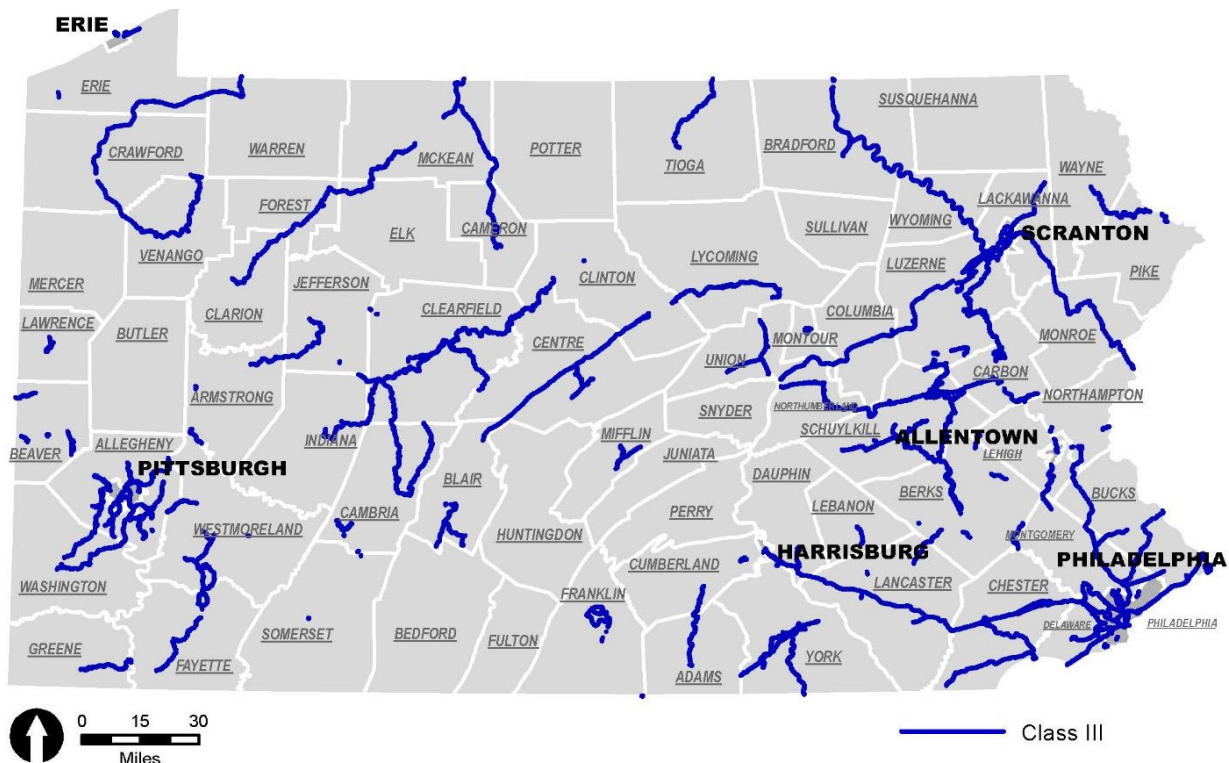 ERIE
ERIE
SUSQUEHANNA
CRAWFORD
WARREN
MCKEAN
POTTER
TIOGA
BRADFORD
WAYNE
FOREST
LACKAWANNA
VENANGO
ELK
CAMERON
SULLIVAN
WYOMING
SCRANTON
MERCER
JEFFERSON
CLINTON
LYCOMING
LUZERNE
PIKE
LAWRENCE
BUTLER
CLARION
CLEARFIELD
COLUMBIA
CENTRE
UNION
MONTOUR
MONROE
CARBON
ARMSTRONG
SNYDER
NORTHUMBERLAND
NORTHAMPTON
BEAVER
ALLEGHENY
INDIANA
MIFFLIN
SCHUYLKILL
ALLENTOWN
LEHIGH
PITTSBURGH
BLAIR
JUNIATA
DAUPHIN
BERKS
BUCKS
WESTMORELAND
CAMBRIA
HUNTINGDON
PERRY
LEBANON
MONTGOMERY
HARRISBURG
PHILADELPHIA
WASHINGTON
CUMBERLAND
LANCASTER
CHESTER
FRANKLIN
DELAWARE
PHILADELPHIA
GREENE
FAYETTE
SOMERSET
BEDFORD
FULTON
ADAMS
YORK
0 15 30
Miles
Class III